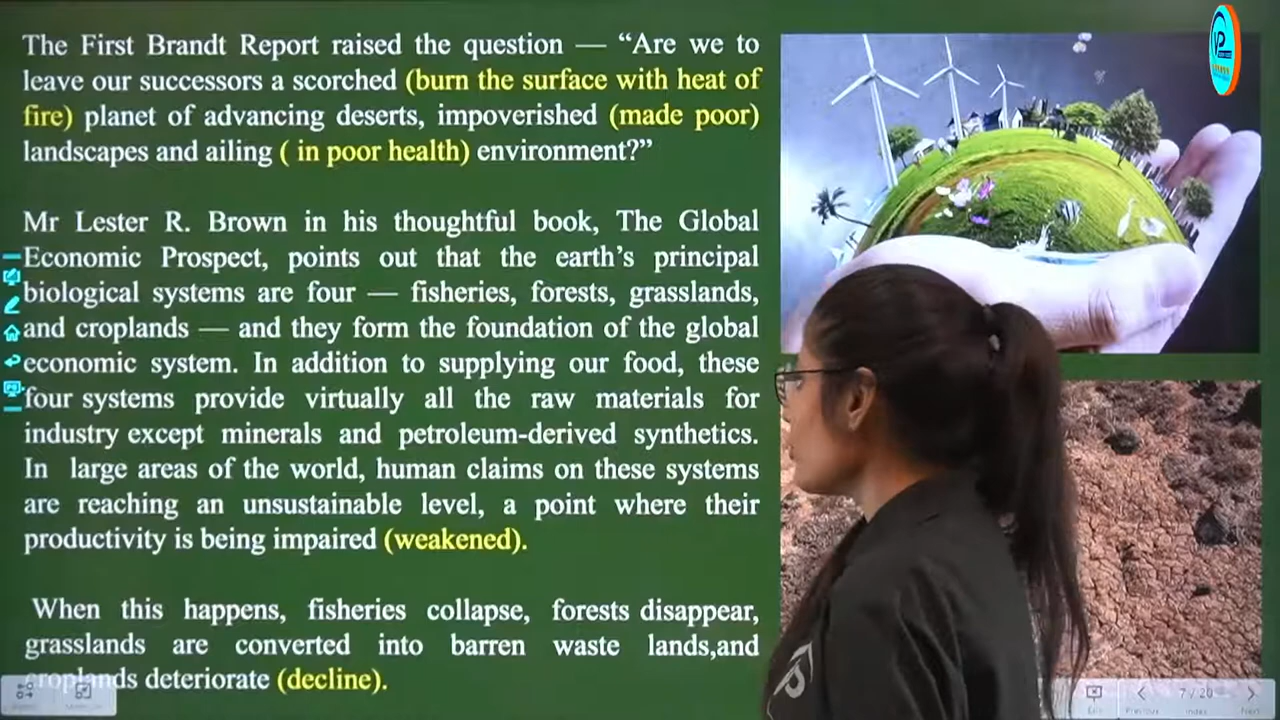 The First Brandt Report raised the question — “Are we to
leave our successors a scorched (burn the surface with heat of
fire) planet of advancing deserts, impoverished (made poor)
landscapes and ailing ( in poor health) environment?”
Mr Lester R. Brown in his thoughtful book, The Global
Economic Prospect, points out that the earth’s principal
biological systems are four — fisheries, forests, grasslands,
and croplands — and they form the foundation of the global
economic system. In addition to supplying our food, these
four systems provide virtually all the raw materials for
industry except minerals and petroleum-derived synthetics.
In large areas of the world, human claims on these systems
are reaching an unsustainable level, a point where their
productivity is being impaired (weakened).
When this happens, fisheries collapse, forests disappear,
grasslands are converted into barren waste lands,and
croplands deteriorate (decline).
VP
7 / 20
Previous Index Next